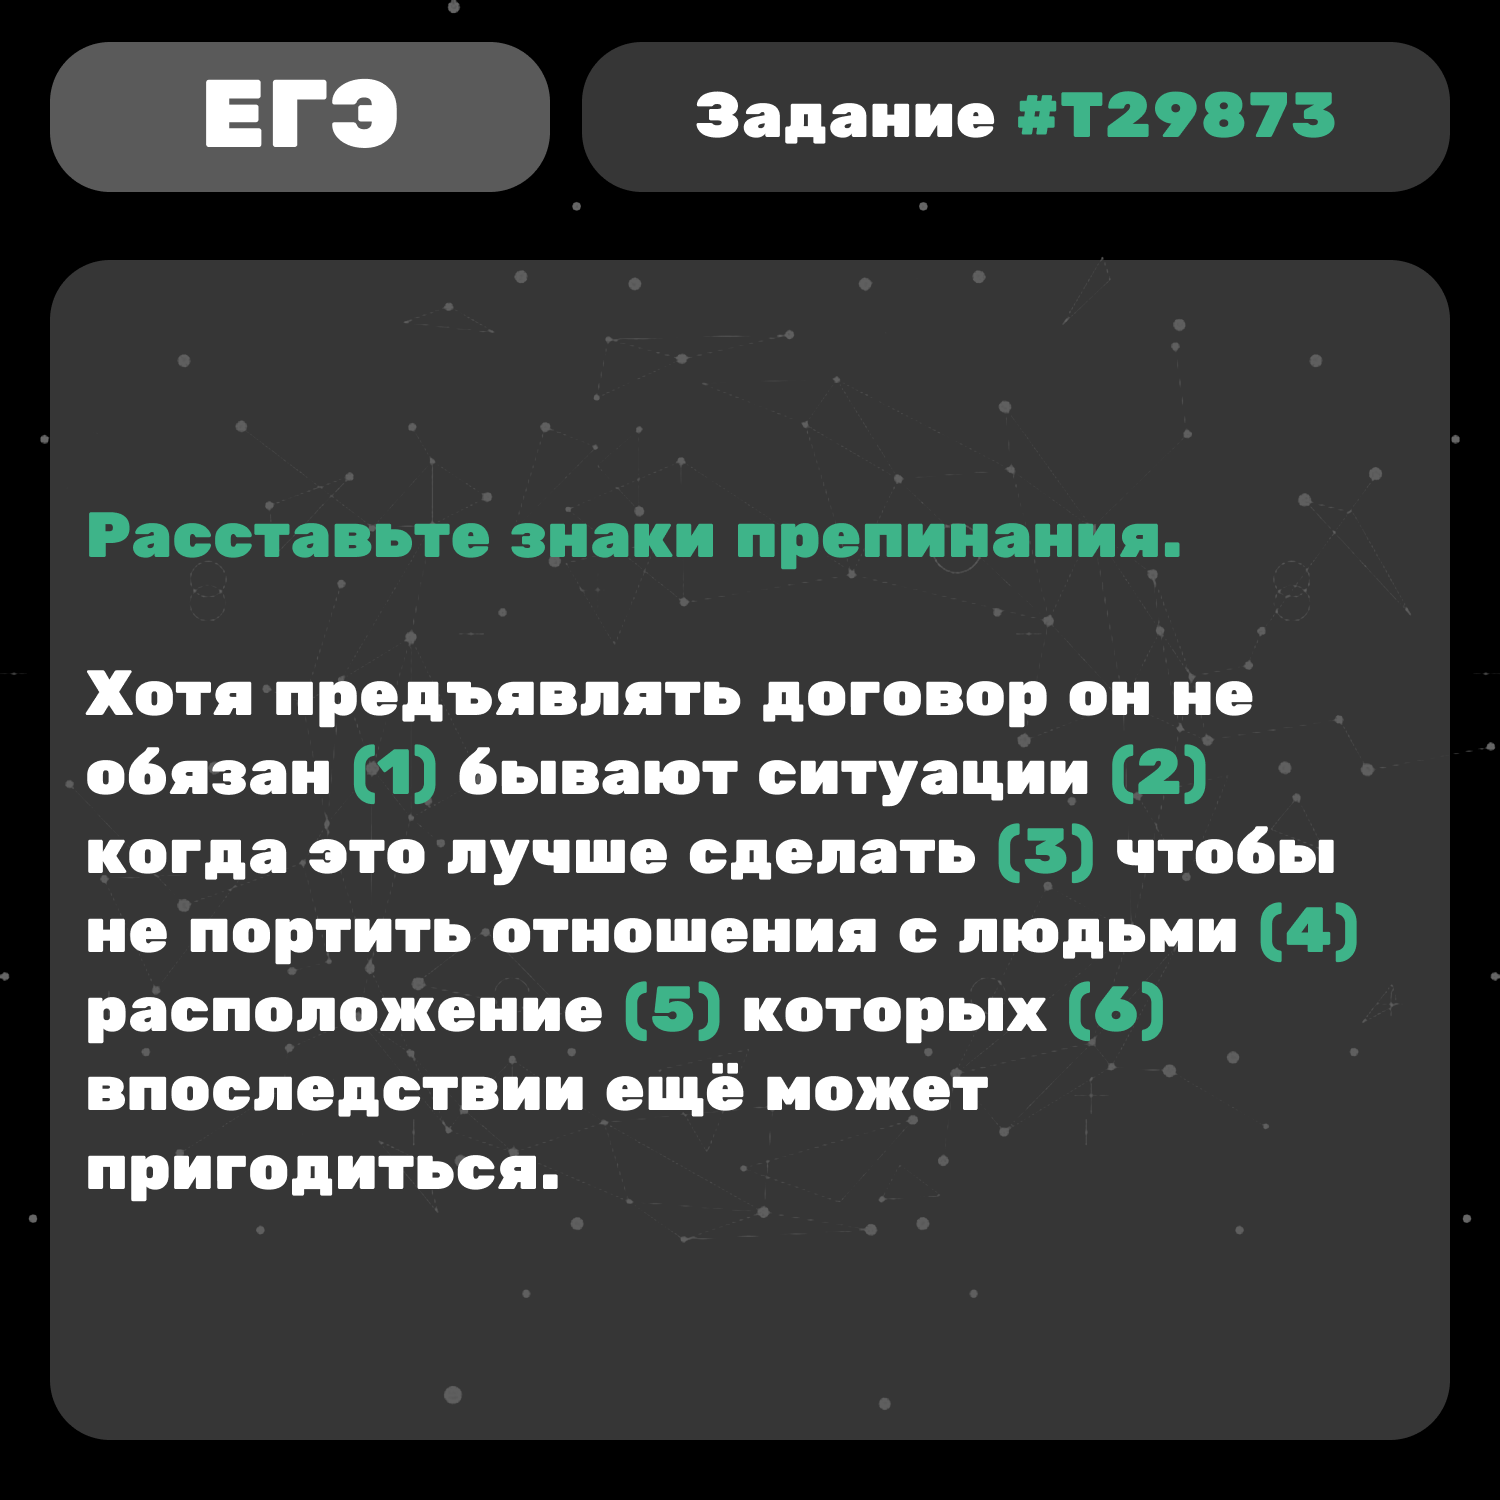 ЕГЭ
Задание #T29873
Расставьте знаки препинания.
Хотя предъявлять договор он не
обязан (1) бывают ситуации (2)
когда это лучше сделать (3) чтобы
не портить отношения с людьми (4)
расположение (5) которых (6)
впоследствии ещё может
пригодиться.